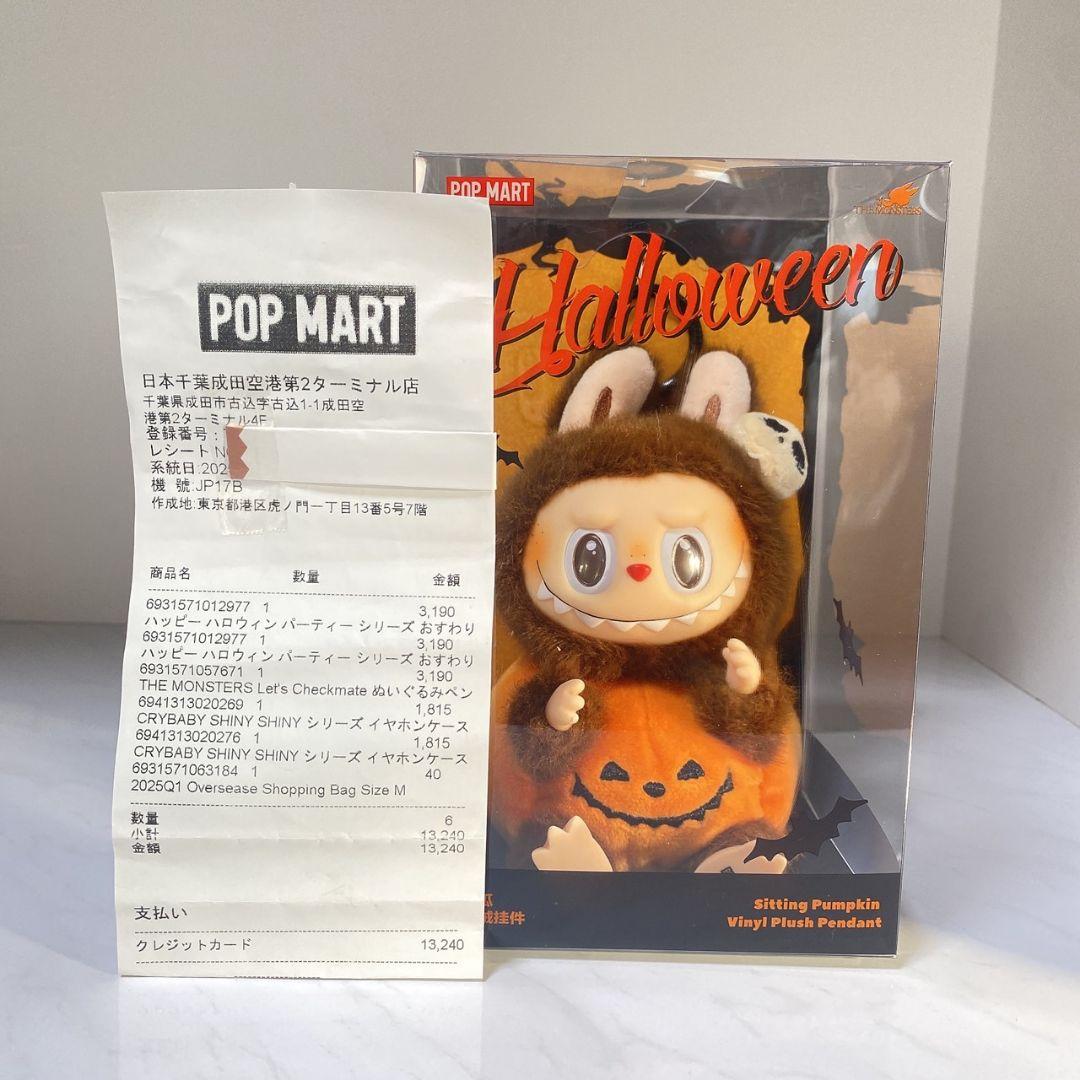 POP MART
日本千葉成田空港第2ターミナル店
千葉県成田市古込字古込1-1成田空
港第2ターミナル4F
登録番号:
レシート N
系統日:202
機 號:JP17B
作成地:東京都港区虎ノ門一丁目13番5号7階
商品名 数量 金額
6931571012977 1 3,190
ハッピー ハロウィン パーティー シリーズ おすわり
6931571012977 1 3,190
ハッピー ハロウィン パーティー シリーズ おすわり
6931571057671 1 3,190
THE MONSTERS Let's Checkmate ぬいぐるみペン
6941313020269 1 1,815
CRYBABY SHINY SHINY シリーズ イヤホンケース
6941313020276 1 1,815
CRYBABY SHINY SHINY シリーズ イヤホンケース
6931571063184 1 40
2025Q1 Oversease Shopping Bag Size M
数量 6
小計 13,240
金額 13,240
支払い
クレジットカード 13,240
POP MART
THE MONSTERS
Halloween
瓜
挂件
Sitting Pumpkin
Vinyl Plush Pendant